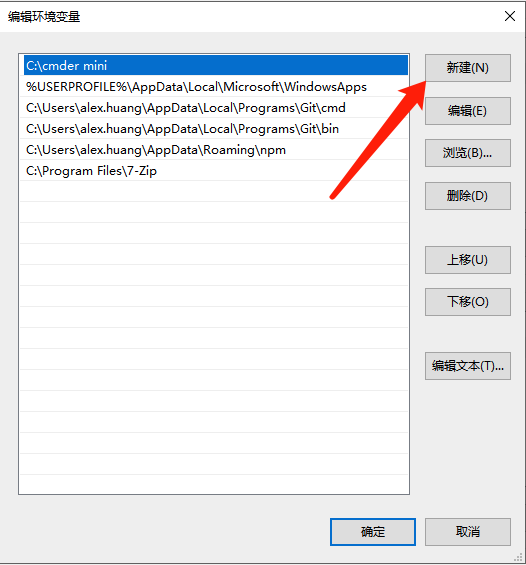 编辑环境变量
C:\cmder mini
%USERPROFILE%\AppData\Local\Microsoft\WindowsApps
C:\Users\alex.huang\AppData\Local\Programs\Git\cmd
C:\Users\alex.huang\AppData\Local\Programs\Git\bin
C:\Users\alex.huang\AppData\Roaming\npm
C:\Program Files\7-Zip
新建(N)
编辑(E)
浏览(B)...
删除(D)
上移(U)
下移(O)
编辑文本(T)...
确定
取消